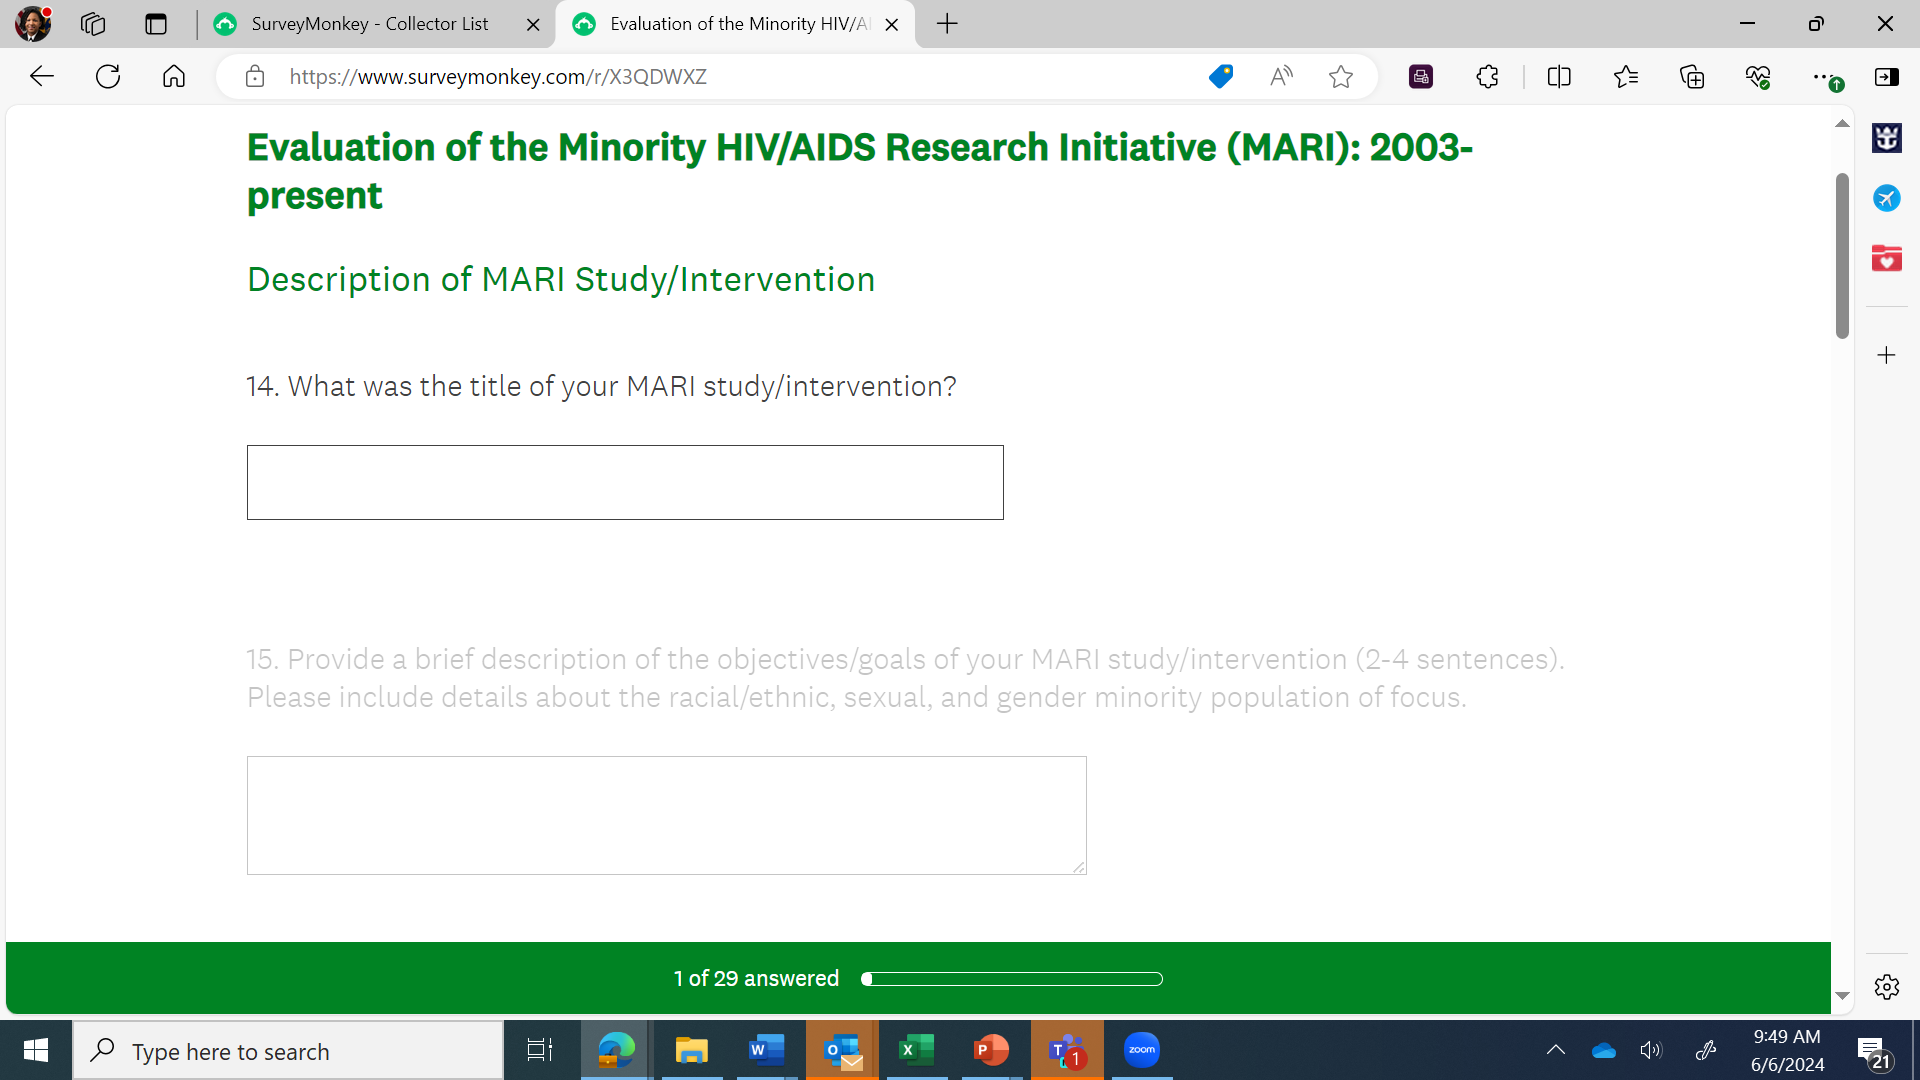 SurveyMonkey - Collector List
Evaluation of the Minority HIV/AI
https://www.surveymonkey.com/r/X3QDWXZ
Evaluation of the Minority HIV/AIDS Research Initiative (MARI): 2003-
present
Description of MARI Study/Intervention
14. What was the title of your MARI study/intervention?
15. Provide a brief description of the objectives/goals of your MARI study/intervention (2-4 sentences).
Please include details about the racial/ethnic, sexual, and gender minority population of focus.
1 of 29 answered
Type here to search
W
O
X
P
T
1
zoom
9:49 AM
6/6/2024
21